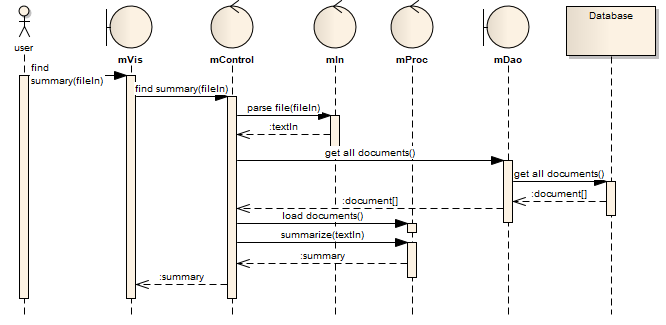 Database
user
mVis
mControl
mIn
mProc
mDao
find
summary(fileIn)
find summary(fileIn)
parse file(fileIn)
:textIn
get all documents()
get all documents()
:document[]
:document[]
load documents()
summarize(textIn)
:summary
:summary